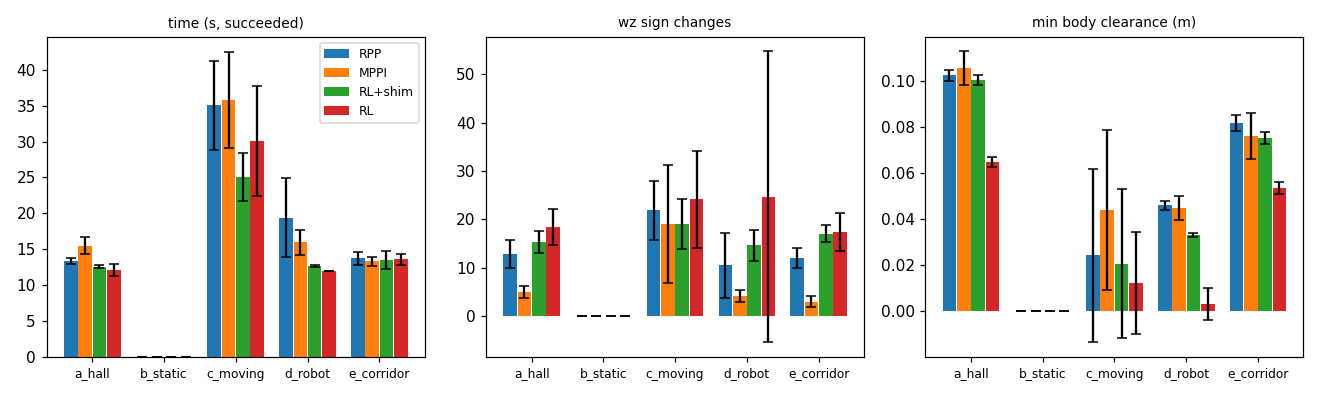 time (s, succeeded)
40
35
30
25
20
15
10
5
0
RPP
MPPI
RL+shim
RL
a_hall b_static c_moving d_robot e_corridor
wz sign changes
50
40
30
20
10
0
a_hall b_static c_moving d_robot e_corridor
min body clearance (m)
0.10
0.08
0.06
0.04
0.02
0.00
a_hall b_static c_moving d_robot e_corridor